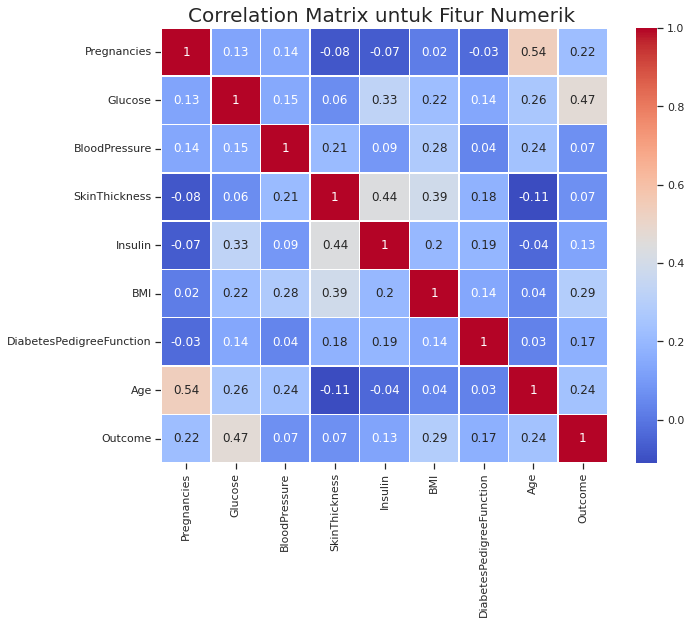 Correlation Matrix untuk Fitur Numerik
Pregnancies 1 0.13 0.14 -0.08 -0.07 0.02 -0.03 0.54 0.22
Glucose 0.13 1 0.15 0.06 0.33 0.22 0.14 0.26 0.47
BloodPressure 0.14 0.15 1 0.21 0.09 0.28 0.04 0.24 0.07
SkinThickness -0.08 0.06 0.21 1 0.44 0.39 0.18 -0.11 0.07
Insulin -0.07 0.33 0.09 0.44 1 0.2 0.19 -0.04 0.13
BMI 0.02 0.22 0.28 0.39 0.2 1 0.14 0.04 0.29
DiabetesPedigreeFunction -0.03 0.14 0.04 0.18 0.19 0.14 1 0.03 0.17
Age 0.54 0.26 0.24 -0.11 -0.04 0.04 0.03 1 0.24
Outcome 0.22 0.47 0.07 0.07 0.13 0.29 0.17 0.24 1
Pregnancies
Glucose
BloodPressure
SkinThickness
Insulin
BMI
DiabetesPedigreeFunction
Age
Outcome
1.0
0.8
0.6
0.4
0.2
0.0